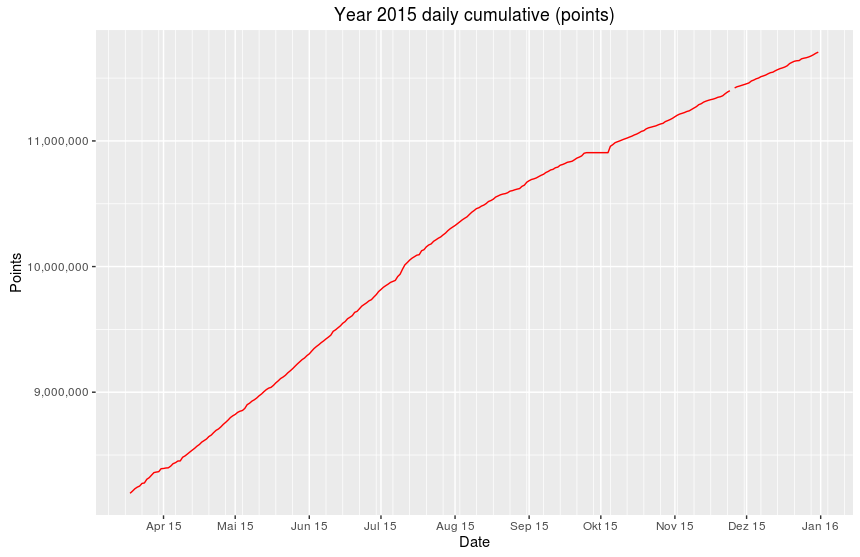 Year 2015 daily cumulative (points)
Points
11,000,000
10,000,000
9,000,000
Apr 15 Mai 15 Jun 15 Jul 15 Aug 15 Sep 15 Okt 15 Nov 15 Dez 15 Jan 16
Date